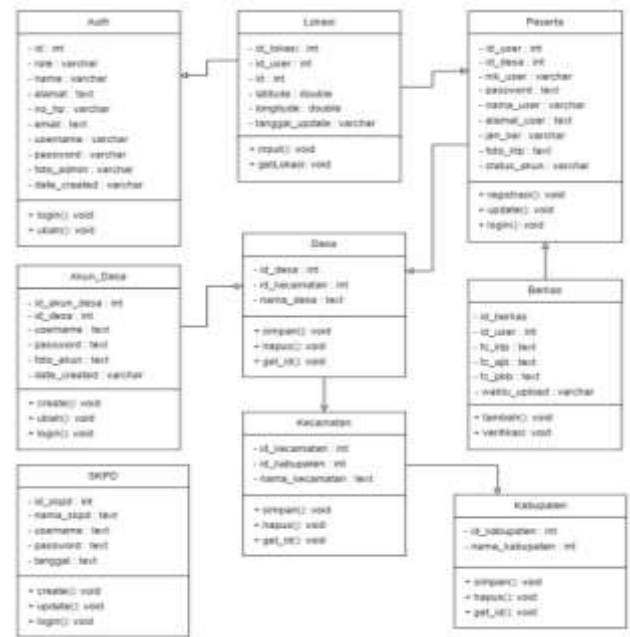 Auth
- id : int
- role : varchar
- name : varchar
- alamat : text
- no_hp : varchar
- email : text
- username : varchar
- password : varchar
- foto_admin : varchar
- date_created : varchar
+ login() : void
+ ubah() : void
Lokasi
- id_lokasi : int
- id_user : int
- id : int
- latitude : double
- longitude : double
- tanggal_update : varchar
+ input() : void
+ getLokasi : void
Peserta
- id_user : int
- id_desa : int
- nik_user : varchar
- password : text
- nama_user : varchar
- alamat_user : text
- jen_kel : varchar
- foto_ktp : text
- status_akun : varchar
+ registrasi() : void
+ update() : void
+ login() : void
Akun_Desa
- id_akun_desa : int
- id_desa : int
- username : text
- password : text
- foto_akun : text
- date_created : varchar
+ create() : void
+ ubah() : void
+ login() : void
Desa
- id_desa : int
- id_kecamatan : int
- nama_desa : text
+ simpan() : void
+ hapus() : void
+ get_id() : void
Berkas
- id_berkas
- id_user : int
- fc_ktp : text
- fc_ajb : text
- fc_pbb : text
- waktu_upload : varchar
+ tambah() : void
+ verifikasi : void
SKPD
- id_skpd : int
- nama_skpd : text
- username : text
- password : text
- tanggal : text
+ create() : void
+ update() : void
+ login() : void
Kecamatan
- id_kecamatan : int
- id_kabupaten : int
- nama_kecamatan : text
+ simpan() : void
+ hapus() : void
+ get_id() : void
Kabupaten
- id_kabupaten : int
- nama_kabupaten : int
+ simpan() : void
+ hapus() : void
+ get_id() : void